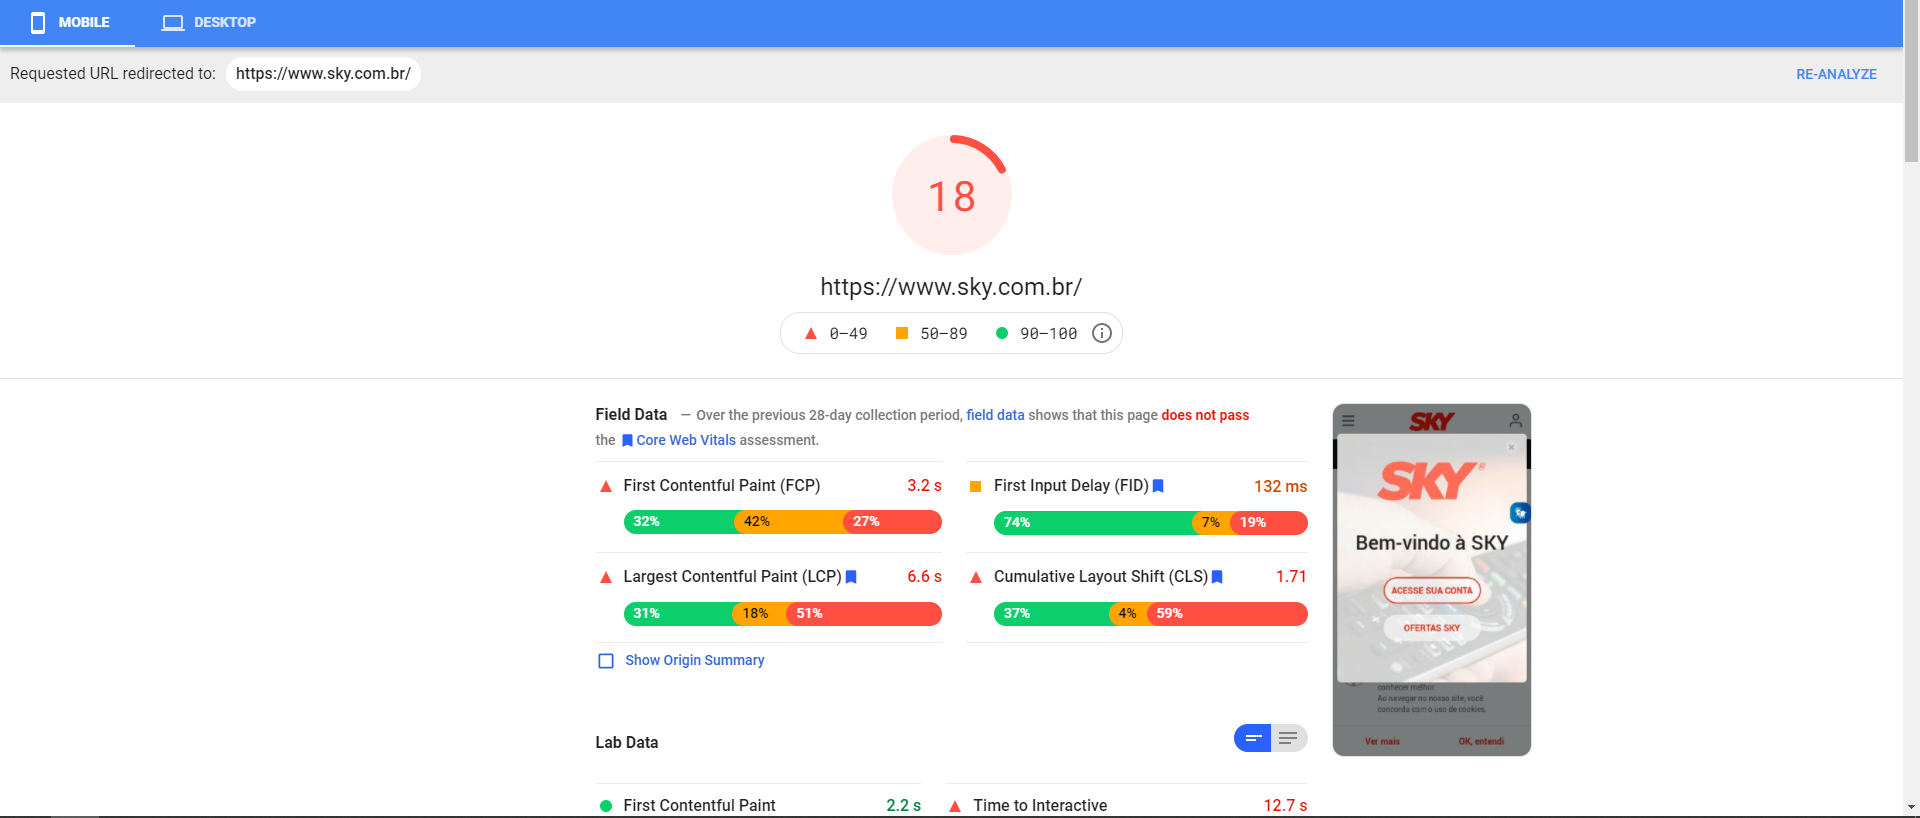 MOBILE
DESKTOP
Requested URL redirected to: https://www.sky.com.br/
RE-ANALYZE
18
https://www.sky.com.br/
0–49 50–89 90–100
Field Data — Over the previous 28-day collection period, field data shows that this page does not pass
the Core Web Vitals assessment.
First Contentful Paint (FCP) 3.2 s
32% 42% 27%
First Input Delay (FID) 132 ms
74% 7% 19%
Largest Contentful Paint (LCP) 6.6 s
31% 18% 51%
Cumulative Layout Shift (CLS) 1.71
37% 4% 59%
Show Origin Summary
Lab Data
First Contentful Paint 2.2 s
Time to Interactive 12.7 s
SKY
SKY
Bem-vindo à SKY
ACESSE SUA CONTA
OFERTAS SKY
conhecer melhor.
Ao navegar no nosso site, você
concorda com o uso de cookies.
Ver mais
OK, entendi